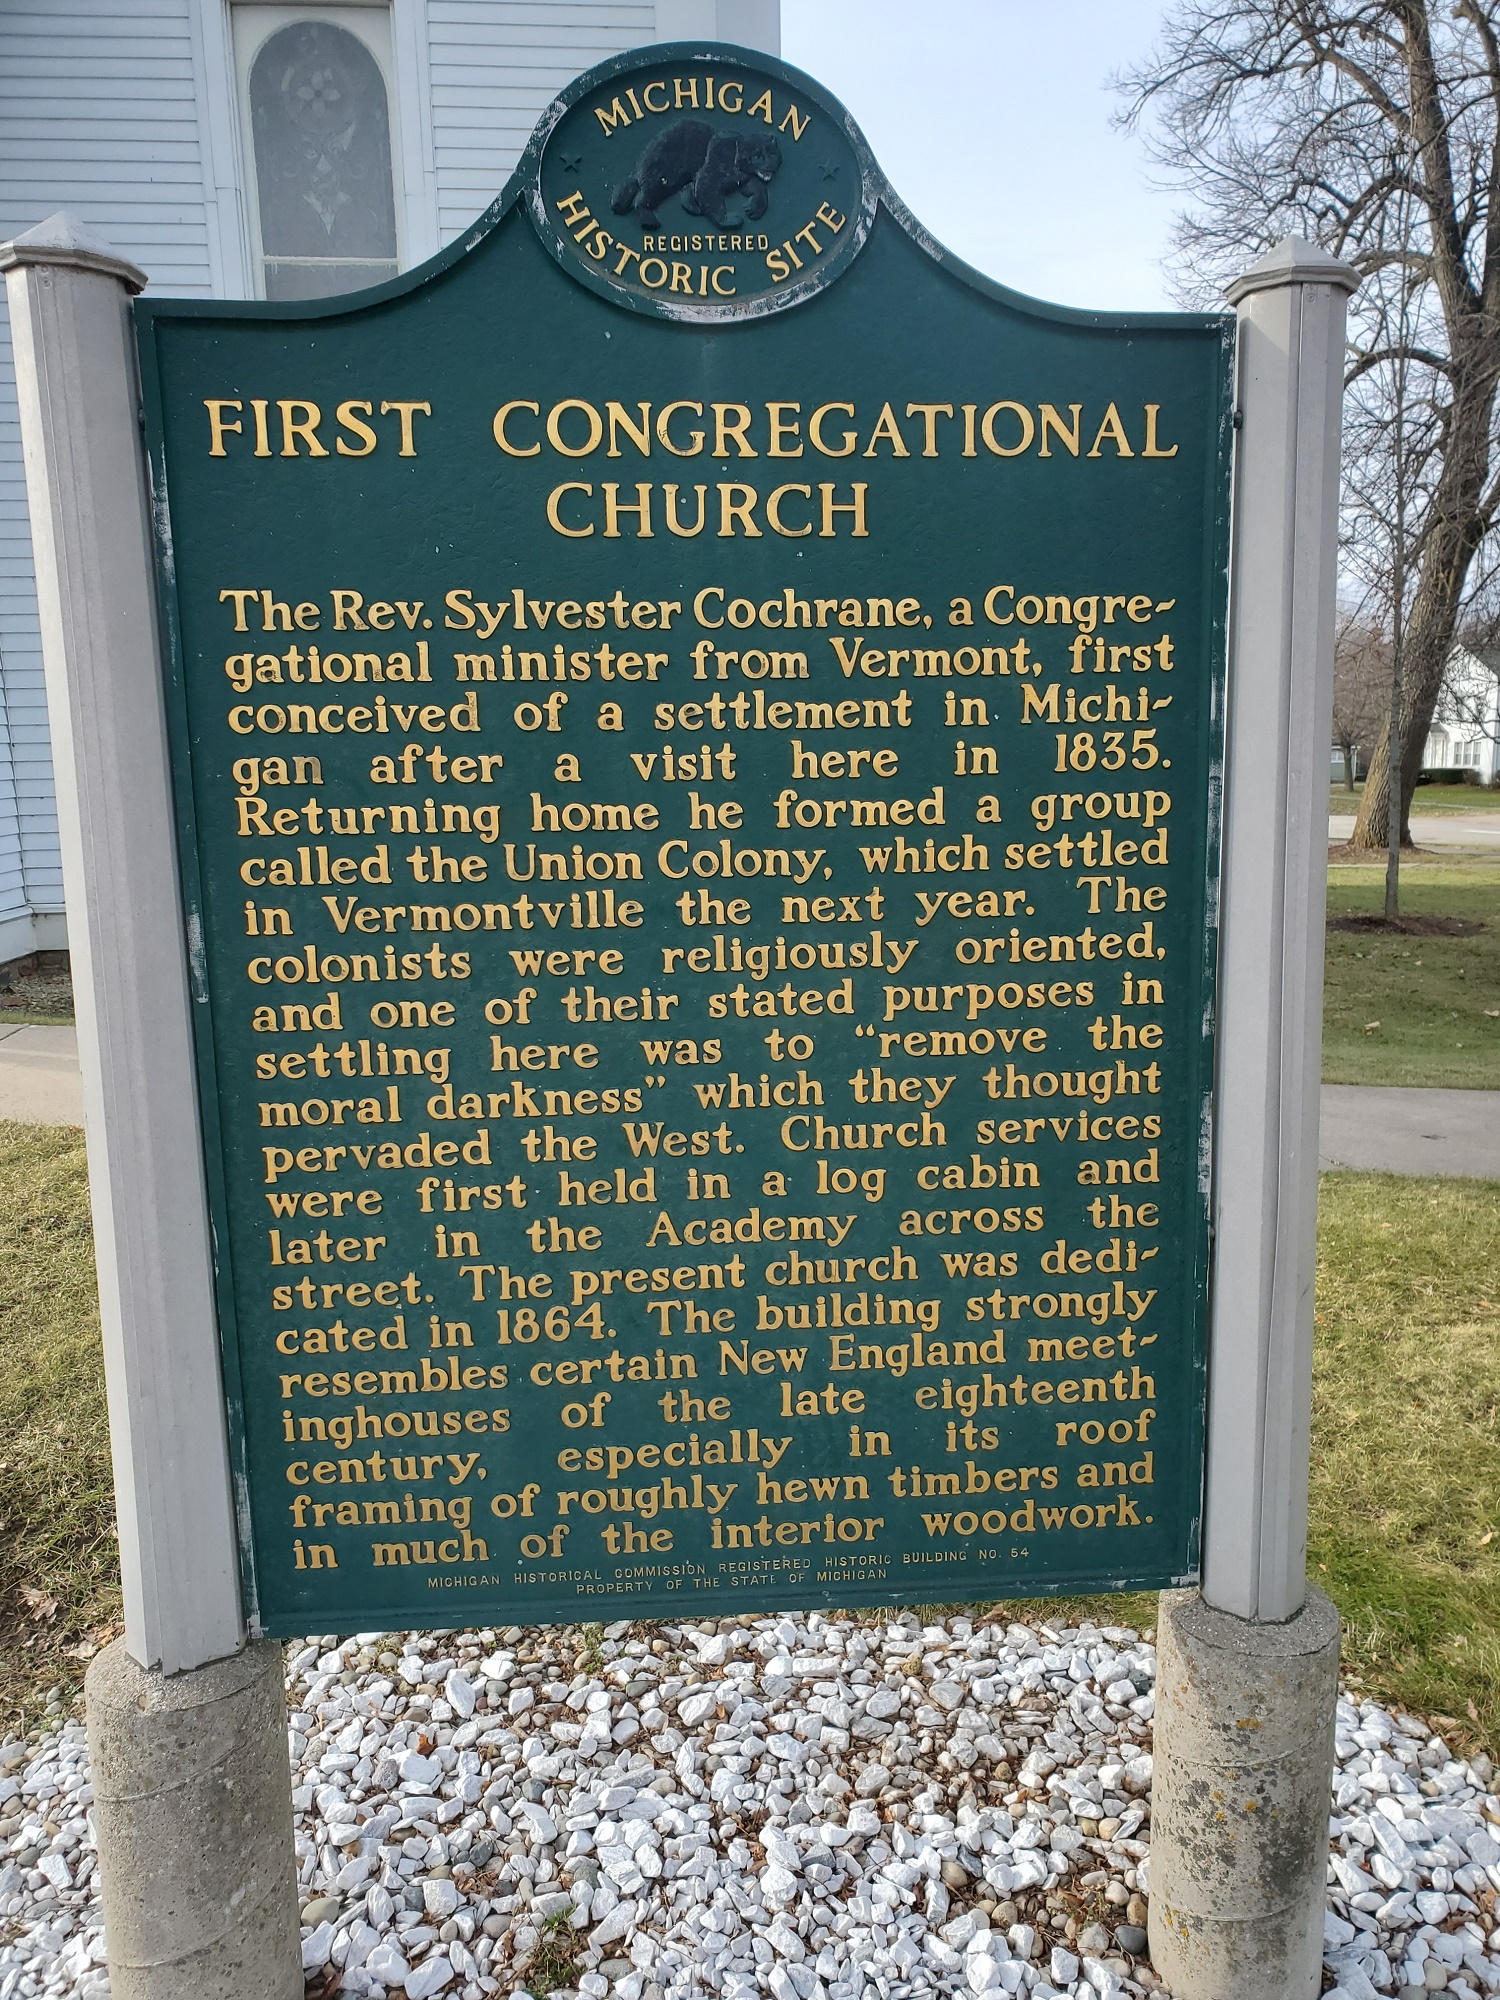 MICHIGAN
REGISTERED
HISTORIC SITE
FIRST CONGREGATIONAL
CHURCH
The Rev. Sylvester Cochrane, a Congre-
gational minister from Vermont, first
conceived of a settlement in Michi-
gan after a visit here in 1835.
Returning home he formed a group
called the Union Colony, which settled
in Vermontville the next year. The
colonists were religiously oriented,
and one of their stated purposes in
settling here was to “remove the
moral darkness” which they thought
pervaded the West. Church services
were first held in a log cabin and
later in the Academy across the
street. The present church was dedi-
cated in 1864. The building strongly
resembles certain New England meet-
inghouses of the late eighteenth
century, especially in its roof
framing of roughly hewn timbers and
in much of the interior woodwork.
MICHIGAN HISTORICAL COMMISSION REGISTERED HISTORIC BUILDING NO. 54
PROPERTY OF THE STATE OF MICHIGAN